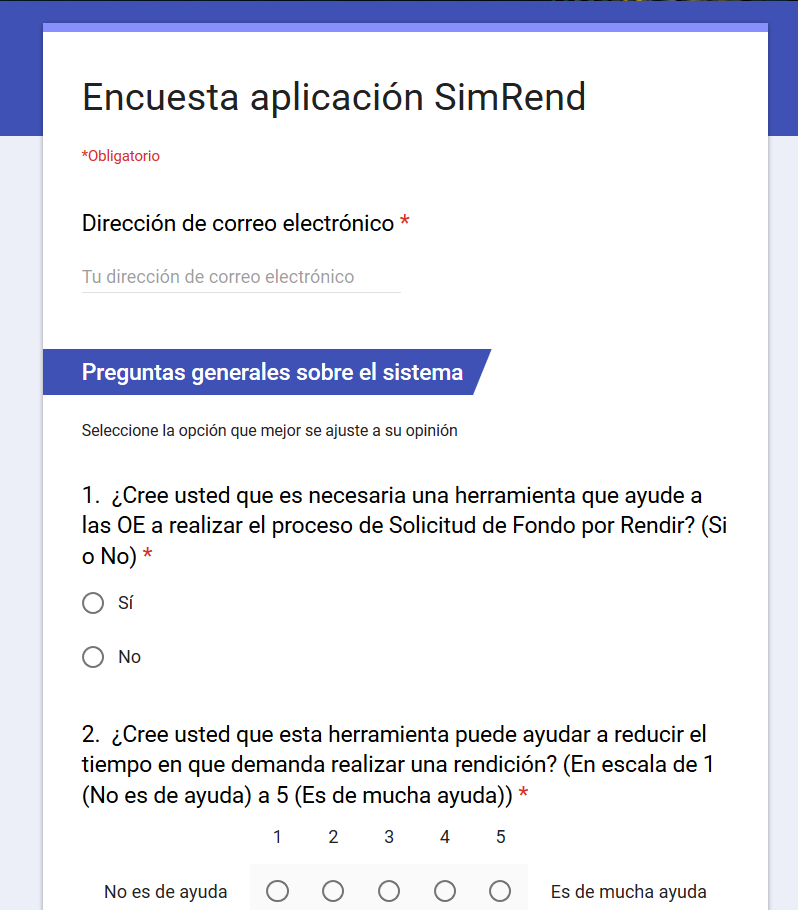 Encuesta aplicación SimRend
*Obligatorio
Dirección de correo electrónico *
Tu dirección de correo electrónico
Preguntas generales sobre el sistema
Seleccione la opción que mejor se ajuste a su opinión
1. ¿Cree usted que es necesaria una herramienta que ayude a
las OE a realizar el proceso de Solicitud de Fondo por Rendir? (Si
o No) *
Sí
No
2. ¿Cree usted que esta herramienta puede ayudar a reducir el
tiempo en que demanda realizar una rendición? (En escala de 1
(No es de ayuda) a 5 (Es de mucha ayuda)) *
1 2 3 4 5
No es de ayuda Es de mucha ayuda